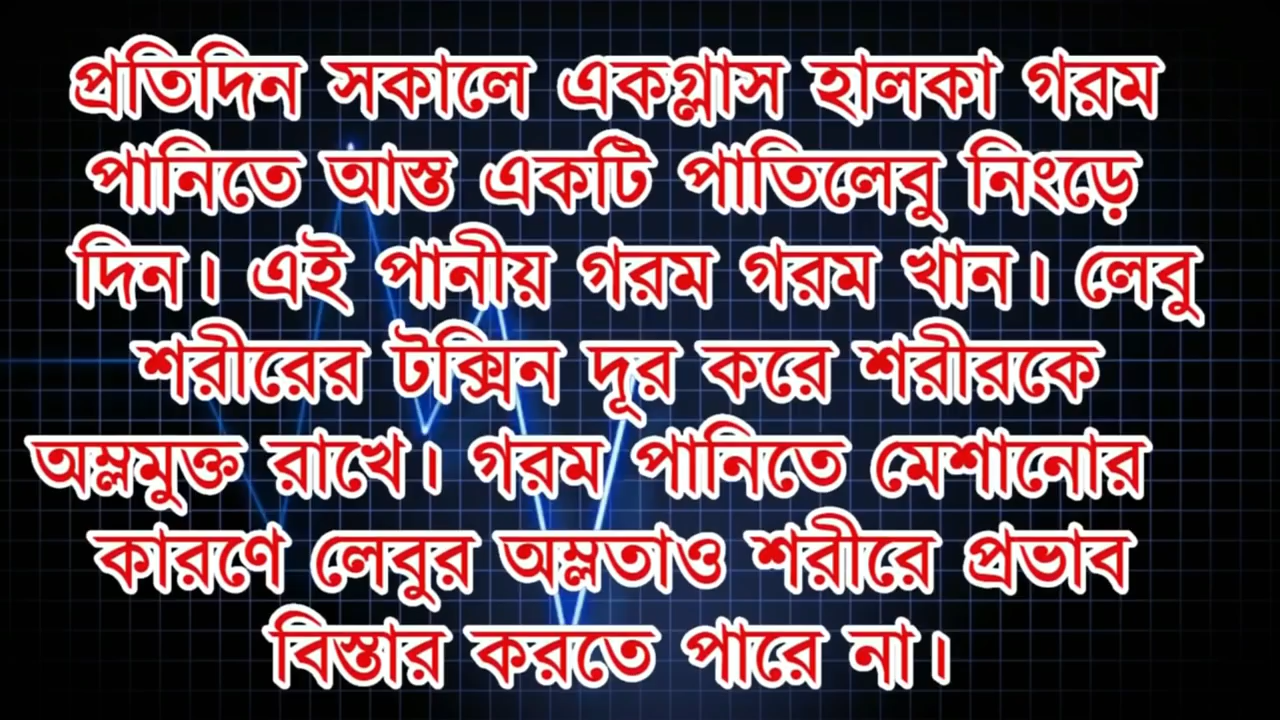 প্রতিদিন সকালে একগ্লাস হালকা গরম
পানিতে আস্ত একটি পাতিলেবু নিংড়ে
দিন। এই পানীয় গরম গরম খান। লেবু
শরীরের টক্সিন দূর করে শরীরকে
অম্লমুক্ত রাখে। গরম পানিতে মেশানোর
কারণে লেবুর অম্লতাও শরীরে প্রভাব
বিস্তার করতে পারে না।